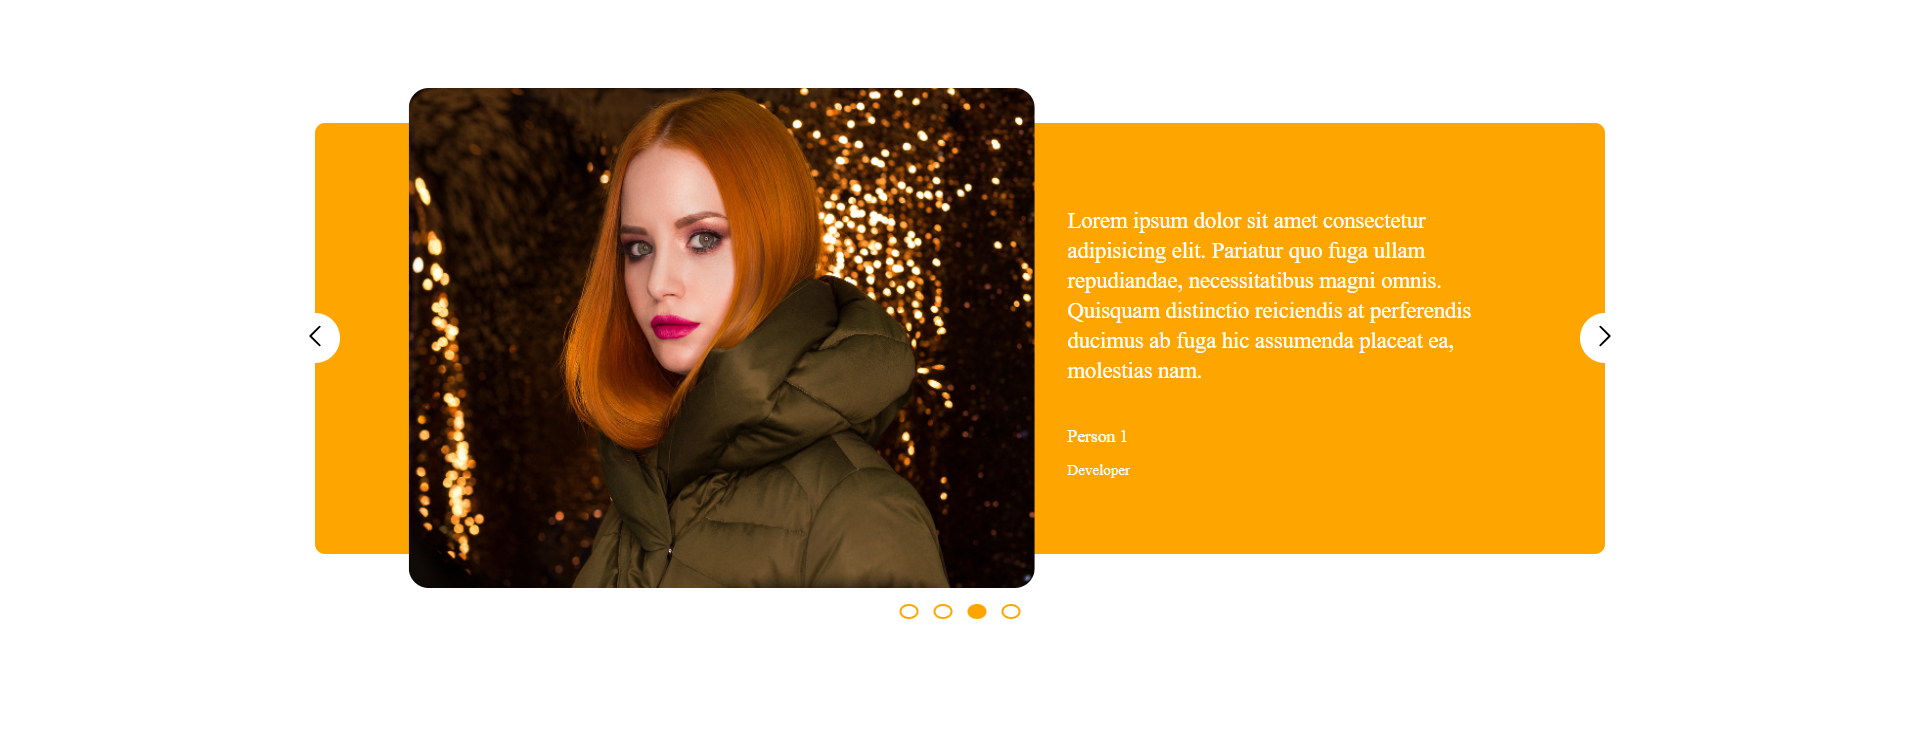 Lorem ipsum dolor sit amet consectetur
adipisicing elit. Pariatur quo fuga ullam
repudiandae, necessitatibus magni omnis.
Quisquam distinctio reiciendis at perferendis
ducimus ab fuga hic assumenda placeat ea,
molestias nam.
Person 1
Developer